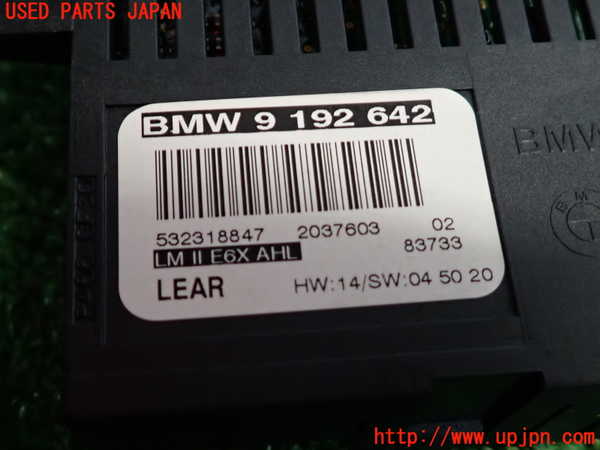 USED PARTS JAPAN
BMW 9 192 642
BMW
532318847 2037603 02
83733
LM II E6X AHL
LEAR HW:14/SW:04 50 20
http://www.upjpn.com/